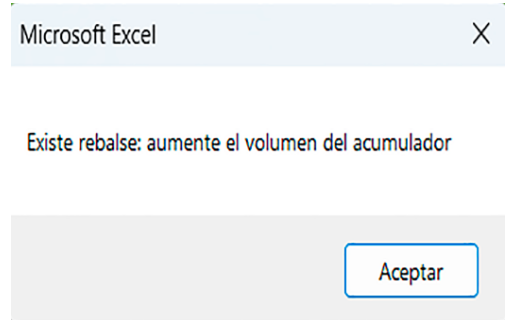 Microsoft Excel
Existe rebalse: aumente el volumen del acumulador
Aceptar